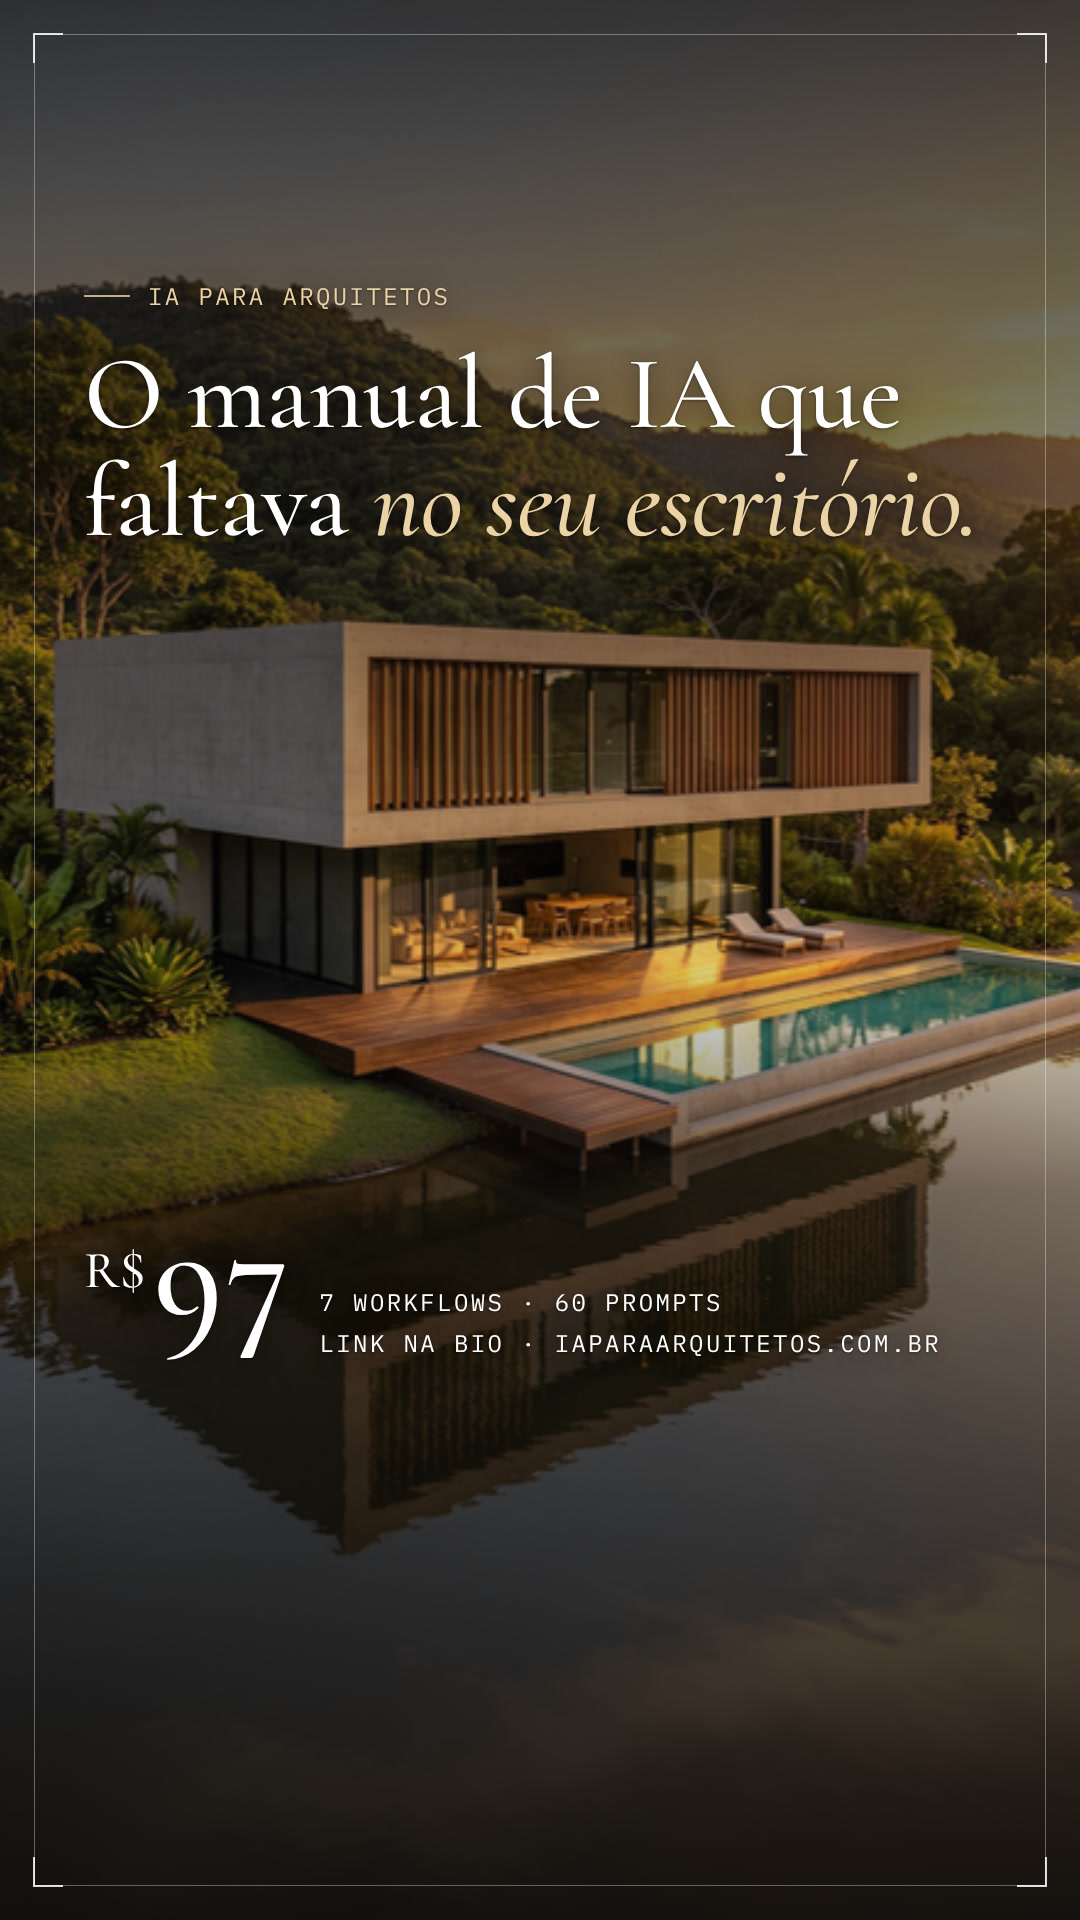 IA PARA ARQUITETOS
O manual de IA que
faltava no seu escritório.
R$ 97
7 WORKFLOWS · 60 PROMPTS
LINK NA BIO · IAPARAARQUITETOS.COM.BR